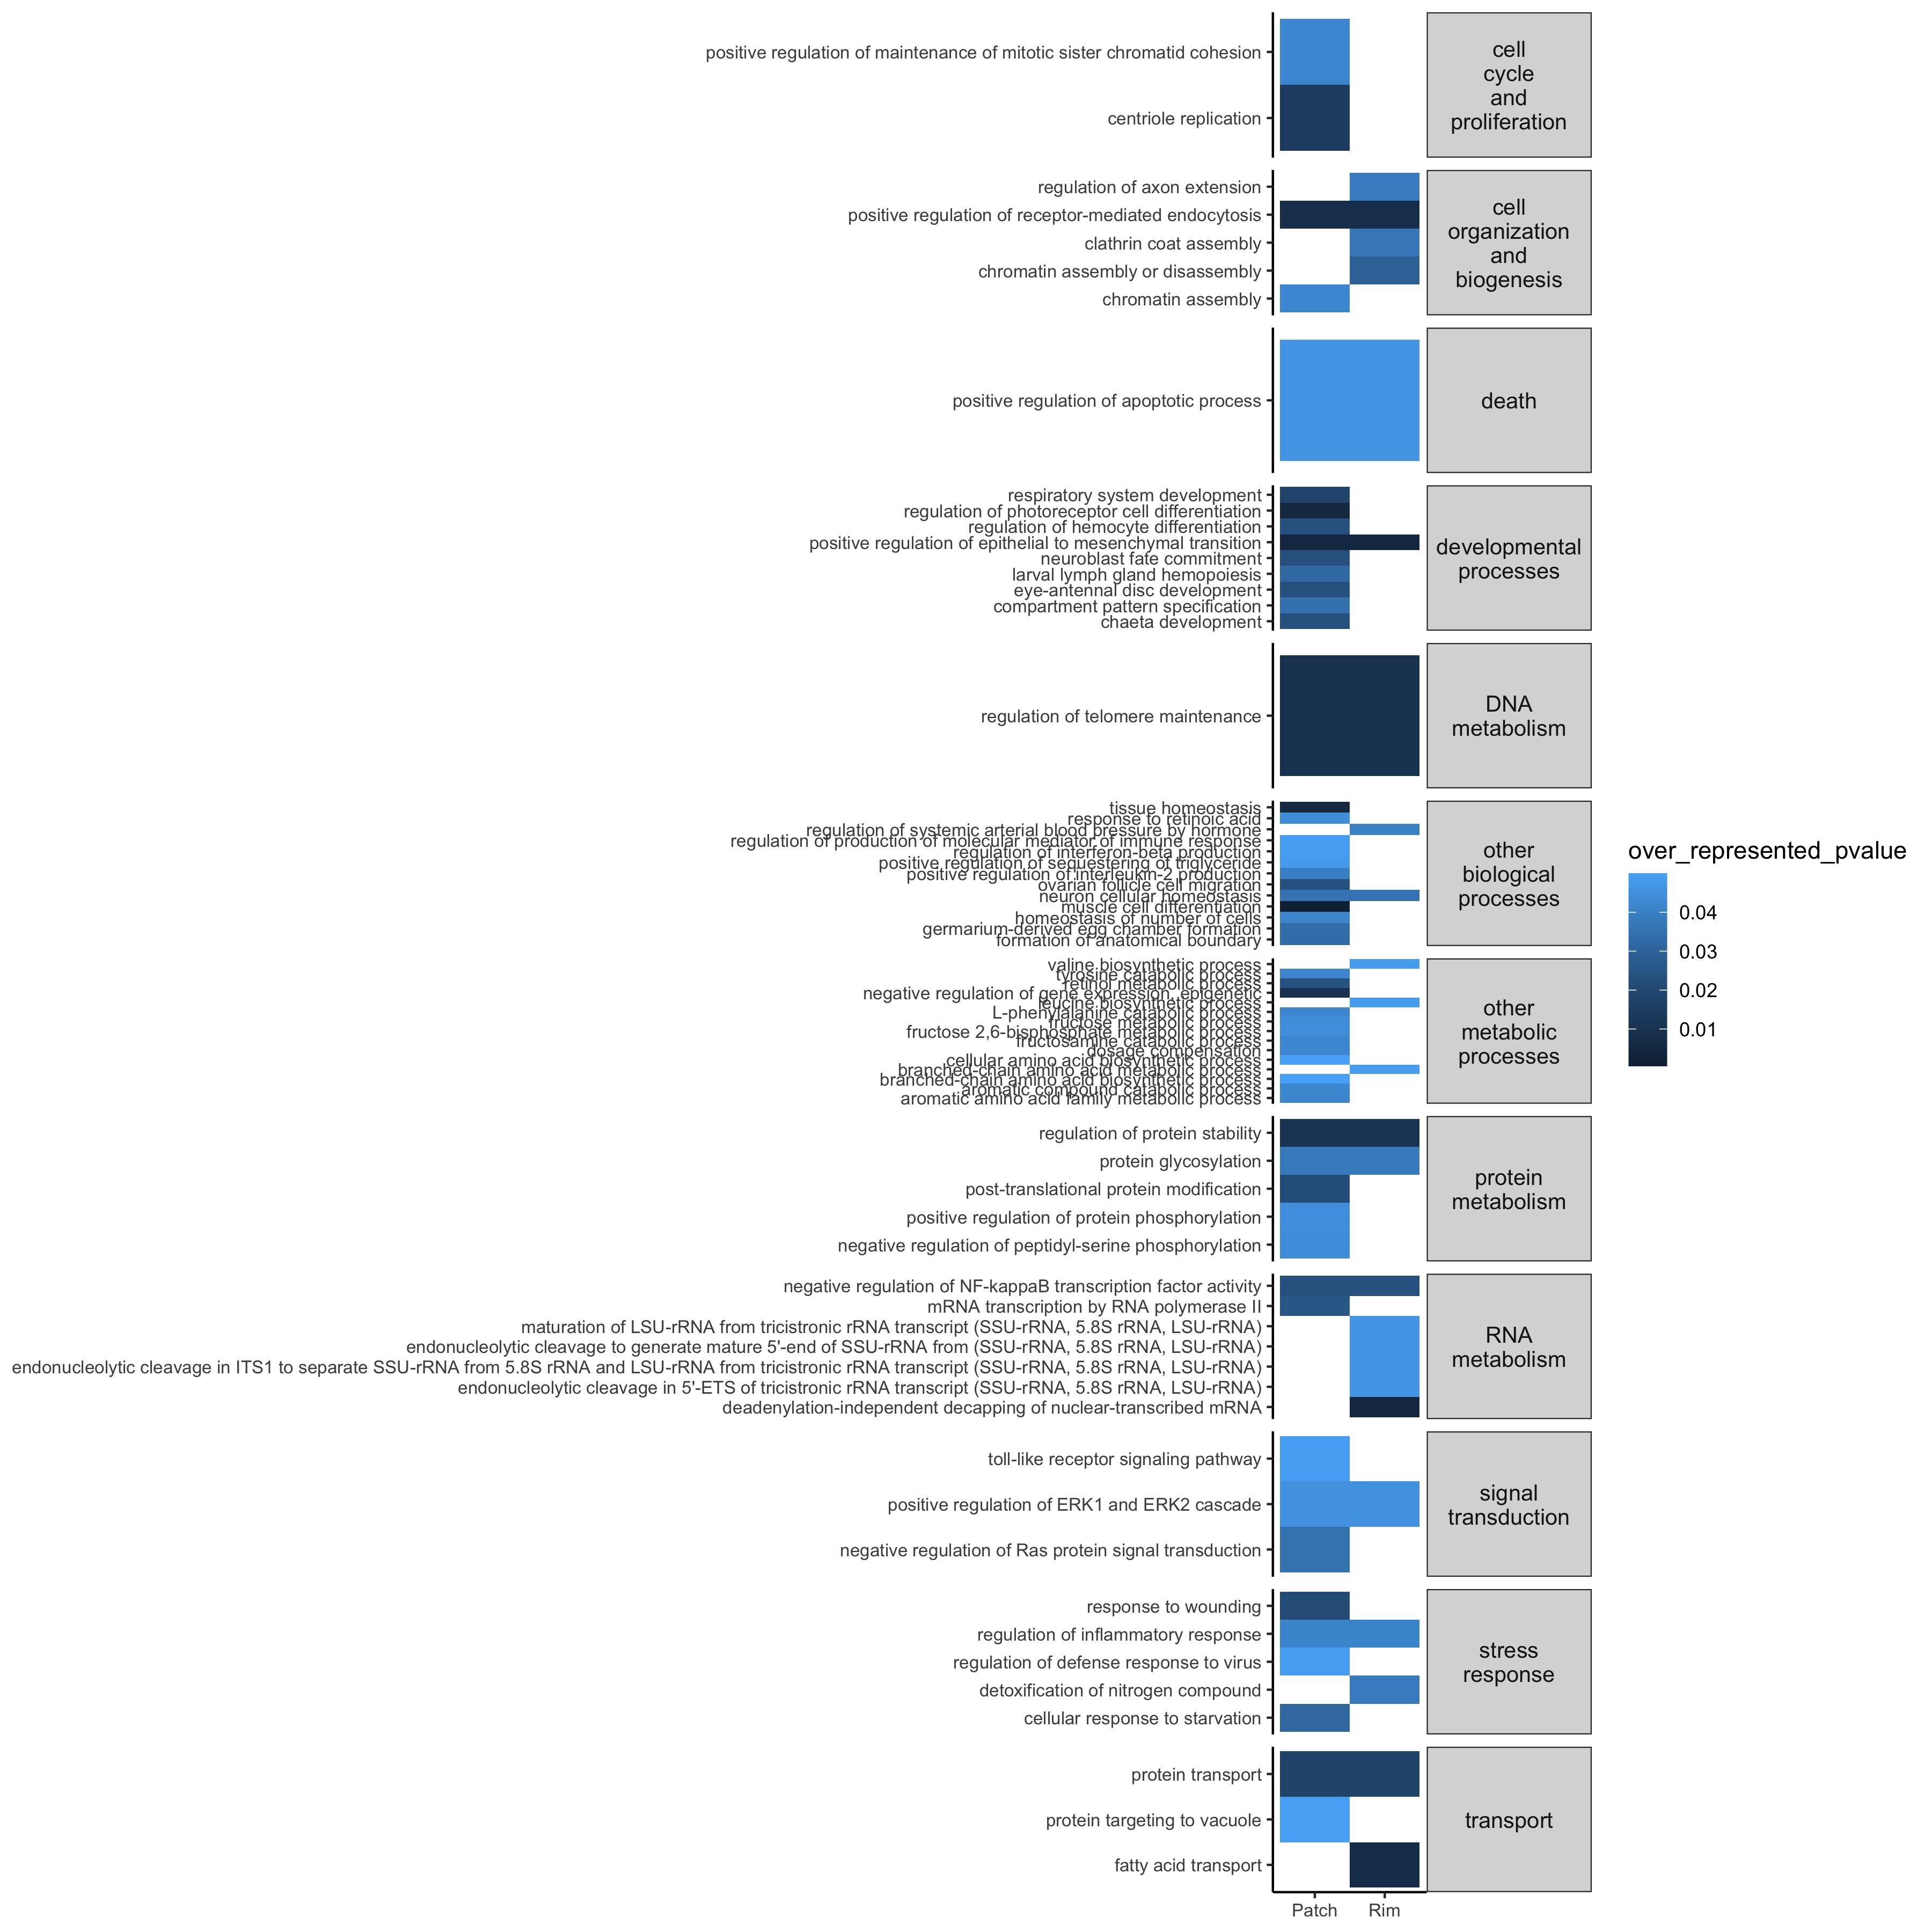 positive regulation of maintenance of mitotic sister chromatid cohesion
centriole replication
cell
cycle
and
proliferation
regulation of axon extension
positive regulation of receptor-mediated endocytosis
clathrin coat assembly
chromatin assembly or disassembly
chromatin assembly
cell
organization
and
biogenesis
positive regulation of apoptotic process
death
respiratory system development
regulation of photoreceptor cell differentiation
regulation of hemocyte differentiation
positive regulation of epithelial to mesenchymal transition
neuroblast fate commitment
larval lymph gland hemopoiesis
eye-antennal disc development
compartment pattern specification
chaeta development
developmental
processes
regulation of telomere maintenance
DNA
metabolism
tissue homeostasis
response to retinoic acid
regulation of systemic arterial blood pressure by hormone
regulation of production of molecular mediator of immune response
regulation of interferon-beta production
positive regulation of sequestering of triglyceride
positive regulation of interleukin-2 production
ovarian follicle cell migration
neuron cellular homeostasis
muscle cell differentiation
homeostasis of number of cells
germarium-derived egg chamber formation
formation of anatomical boundary
other
biological
processes
valine biosynthetic process
tyrosine catabolic process
retinol metabolic process
negative regulation of gene expression, epigenetic
leucine biosynthetic process
L-phenylalanine catabolic process
fructose metabolic process
fructose 2,6-bisphosphate metabolic process
fructosamine catabolic process
dosage compensation
cellular amino acid biosynthetic process
branched-chain amino acid metabolic process
branched-chain amino acid biosynthetic process
aromatic compound catabolic process
aromatic amino acid family metabolic process
other
metabolic
processes
regulation of protein stability
protein glycosylation
post-translational protein modification
positive regulation of protein phosphorylation
negative regulation of peptidyl-serine phosphorylation
protein
metabolism
negative regulation of NF-kappaB transcription factor activity
mRNA transcription by RNA polymerase II
maturation of LSU-rRNA from tricistronic rRNA transcript (SSU-rRNA, 5.8S rRNA, LSU-rRNA)
endonucleolytic cleavage to generate mature 5'-end of SSU-rRNA from (SSU-rRNA, 5.8S rRNA, LSU-rRNA)
endonucleolytic cleavage in ITS1 to separate SSU-rRNA from 5.8S rRNA and LSU-rRNA from tricistronic rRNA transcript (SSU-rRNA, 5.8S rRNA, LSU-rRNA)
endonucleolytic cleavage in 5'-ETS of tricistronic rRNA transcript (SSU-rRNA, 5.8S rRNA, LSU-rRNA)
deadenylation-independent decapping of nuclear-transcribed mRNA
RNA
metabolism
toll-like receptor signaling pathway
positive regulation of ERK1 and ERK2 cascade
negative regulation of Ras protein signal transduction
signal
transduction
response to wounding
regulation of inflammatory response
regulation of defense response to virus
detoxification of nitrogen compound
cellular response to starvation
stress
response
protein transport
protein targeting to vacuole
fatty acid transport
transport
Patch Rim
over_represented_pvalue
0.04
0.03
0.02
0.01